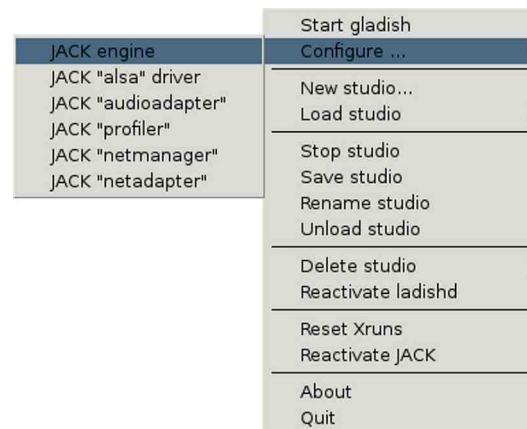 Start gladish
Configure ...
JACK engine
JACK "alsa" driver
JACK "audioadapter"
JACK "profiler"
JACK "netmanager"
JACK "netadapter"
New studio...
Load studio
Stop studio
Save studio
Rename studio
Unload studio
Delete studio
Reactivate ladishd
Reset Xruns
Reactivate JACK
About
Quit